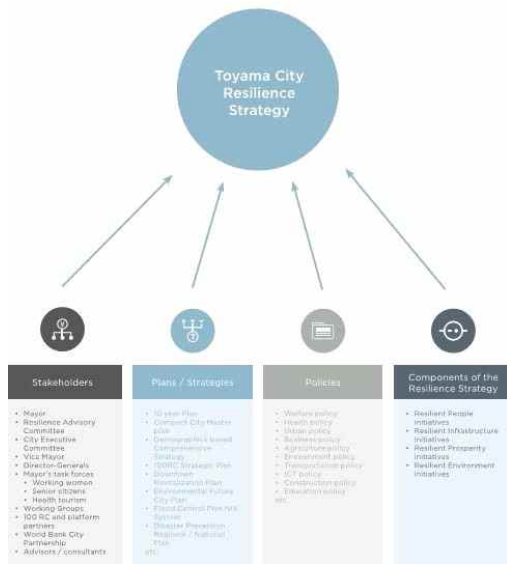 Toyama City
Resilience
Strategy
Stakeholders
• Mayor
• Resilience Advisory
Committee
• City Executive
Committee
• Vice Mayor
• Director-Generals
• Mayor's task forces
• Working women
• Senior citizens
• Health tourism
• Working Groups
• 100 RC and platform
partners
• World Bank City
Partnership
• Advisors / consultants
Plans / Strategies
• 10 year Plan
• Compact City Master
plan
• Demographics based
Comprehensive
Strategy
• 100RC Strategic Plan
• Downtown
Revitalization Plan
• Environmental Future
City Plan
• Flood Control Plan
System
• Disaster Prevention
Resilient / National
Plan
etc.
Policies
• Welfare policy
• Health policy
• Urban policy
• Business policy
• Agriculture policy
• Environment policy
• Transportation policy
• ICT policy
• Construction policy
• Education policy
etc.
Components of the
Resilience Strategy
• Resilient People
Initiatives
• Resilient Infrastructure
Initiatives
• Resilient Prosperity
Initiatives
• Resilient Environment
Initiatives